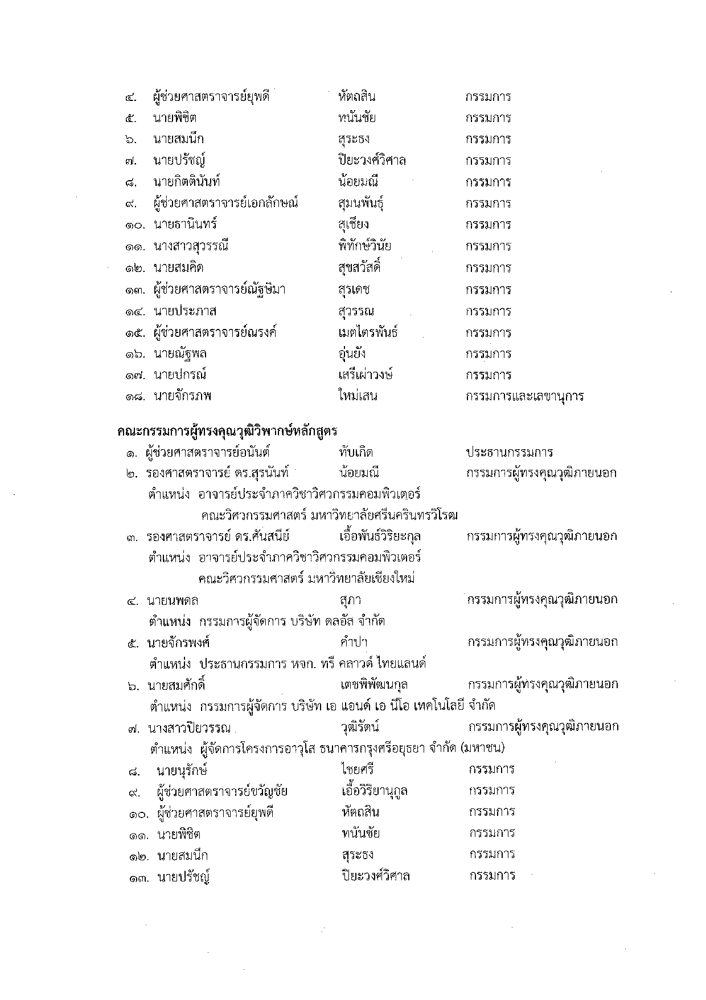 ๔. ผู้ช่วยศาสตราจารย์ยุพดี หัตถสิน กรรมการ
๕. นายพิชิต ทนันชัย กรรมการ
๖. นายสมนึก สุระธง กรรมการ
๗. นายปรัชญ์ ปิยะวงศ์วิศาล กรรมการ
๘. นายกิตตินันท์ น้อยมณี กรรมการ
๙. ผู้ช่วยศาสตราจารย์เอกลักษณ์ สุมนพันธุ์ กรรมการ
๑๐. นายธานินทร์ สุเชียง กรรมการ
๑๑. นางสาวสุวรรณี พิทักษ์วินัย กรรมการ
๑๒. นายสมคิด สุขสวัสดิ์ กรรมการ
๑๓. ผู้ช่วยศาสตราจารย์ณัฐษิมา สุรเดช กรรมการ
๑๔. นายประภาส สุวรรณ กรรมการ
๑๕. ผู้ช่วยศาสตราจารย์ณรงค์ เมตไตรพันธ์ กรรมการ
๑๖. นายณัฐพล อุ่นยัง กรรมการ
๑๗. นายปกรณ์ เสรีเผ่าวงษ์ กรรมการ
๑๘. นายจักรภพ ใหม่เสน กรรมการและเลขานุการ
คณะกรรมการผู้ทรงคุณวุฒิวิพากษ์หลักสูตร
๑. ผู้ช่วยศาสตราจารย์อนันต์ ทับเกิด ประธานกรรมการ
๒. รองศาสตราจารย์ ดร.สุรนันท์ น้อยมณี กรรมการผู้ทรงคุณวุฒิภายนอก
ตำแหน่ง อาจารย์ประจำภาควิชาวิศวกรรมคอมพิวเตอร์
คณะวิศวกรรมศาสตร์ มหาวิทยาลัยศรีนครินทรวิโรฒ
๓. รองศาสตราจารย์ ดร.ศันสนีย์ เอื้อพันธ์วิริยะกุล กรรมการผู้ทรงคุณวุฒิภายนอก
ตำแหน่ง อาจารย์ประจำภาควิชาวิศวกรรมคอมพิวเตอร์
คณะวิศวกรรมศาสตร์ มหาวิทยาลัยเชียงใหม่
๔. นายนพดล สุภา กรรมการผู้ทรงคุณวุฒิภายนอก
ตำแหน่ง กรรมการผู้จัดการ บริษัท ดลอัส จำกัด
๕. นายจักรพงศ์ คำปา กรรมการผู้ทรงคุณวุฒิภายนอก
ตำแหน่ง ประธานกรรมการ หจก. ทรี คลาวด์ ไทยแลนด์
๖. นายสมศักดิ์ เตชพิพัฒนกุล กรรมการผู้ทรงคุณวุฒิภายนอก
ตำแหน่ง กรรมการผู้จัดการ บริษัท เอ แอนด์ เอ นีโอ เทคโนโลยี จำกัด
๗. นางสาวปิยวรรณ วุฒิรัตน์ กรรมการผู้ทรงคุณวุฒิภายนอก
ตำแหน่ง ผู้จัดการโครงการอาวุโส ธนาคารกรุงศรีอยุธยา จำกัด (มหาชน)
๘. นายนุรักษ์ ไชยศรี กรรมการ
๙. ผู้ช่วยศาสตราจารย์ขวัญชัย เอื้อวิริยานุกูล กรรมการ
๑๐. ผู้ช่วยศาสตราจารย์ยุพดี หัตถสิน กรรมการ
๑๑. นายพิชิต ทนันชัย กรรมการ
๑๒. นายสมนึก สุระธง กรรมการ
๑๓. นายปรัชญ์ ปิยะวงศ์วิศาล กรรมการ